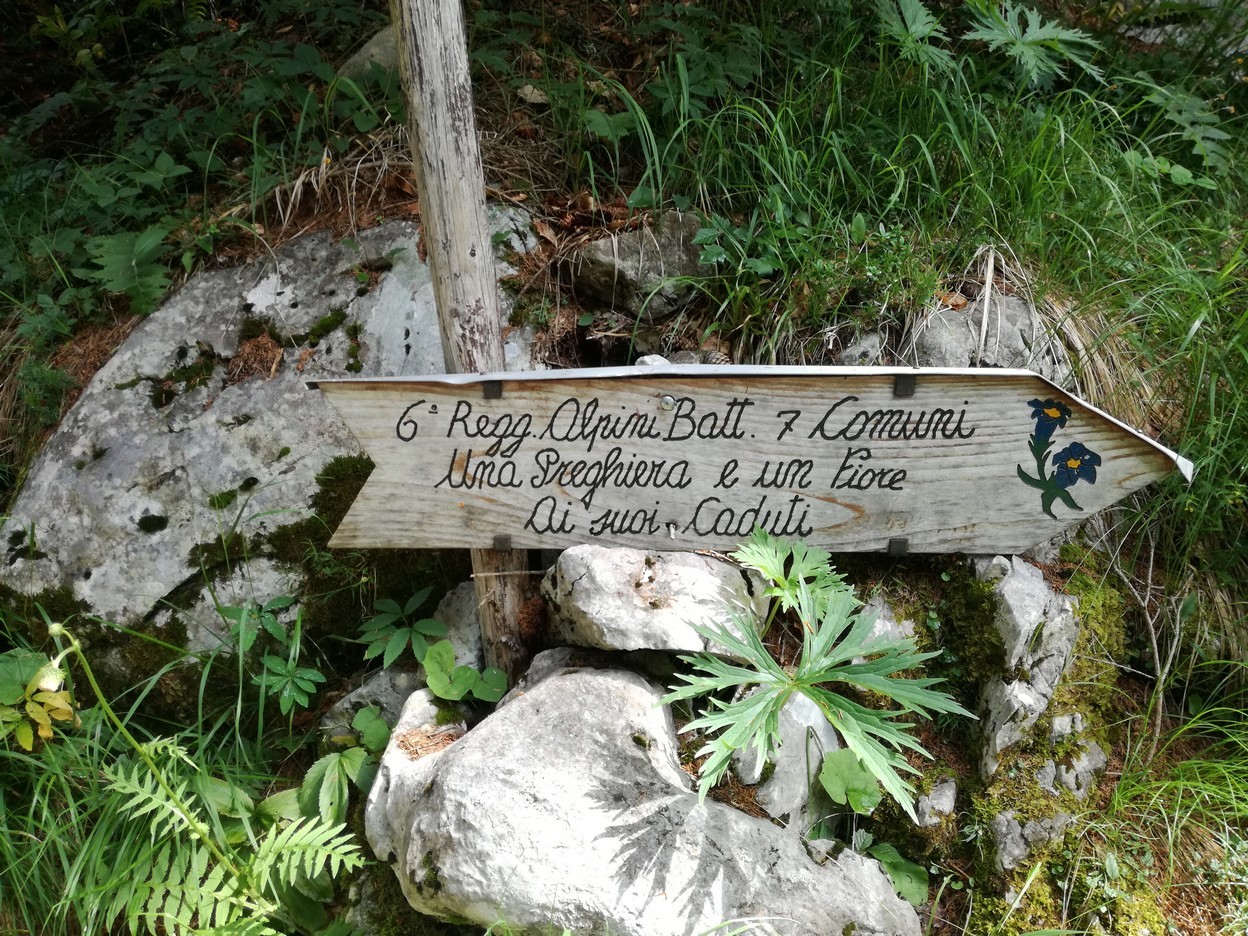 6° Regg. Alpini Batt. 7 Comuni
Una Preghiera e un Fiore
Ai suoi Caduti